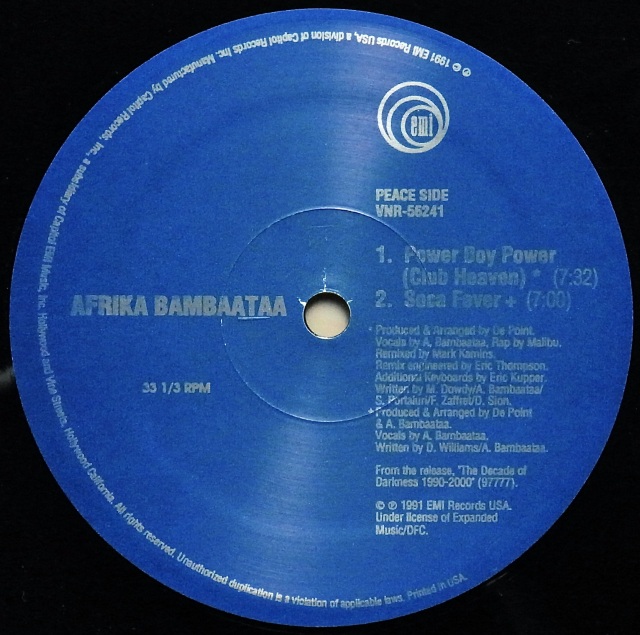 emi
PEACE SIDE
VNR-56241
1. Power Boy Power
(Club Heaven) * (7:32)
2. Soca Fever + (7:00)
AFRIKA BAMBAATAA
33 1/3 RPM
* Produced & Arranged by De Point.
Vocals by A. Bambaataa, Rap by Malibu.
Remixed by Mark Kamins.
Remix engineered by Eric Thompson.
Additional Keyboards by Eric Kupper.
Written by M. Dowdy/A. Bambaataa/
S. Portaluri/F. Zaffret/D. Sion.
+ Produced & Arranged by De Point
& A. Bambaataa.
Vocals by A. Bambaataa.
Written by D. Williams/A. Bambaataa.
From the release, "The Decade of
Darkness 1990-2000" (97777).
© ℗ 1991 EMI Records USA.
Under license of Expanded
Music/DFC.
℗ © 1991 EMI Records USA, a division of Capitol Records Inc. Manufactured by Capitol Records, Inc., a subsidiary of Capitol EMI Music, Inc. Hollywood and Vine Streets, Hollywood California. All rights reserved. Unauthorized duplication is a violation of applicable laws. Printed in USA.